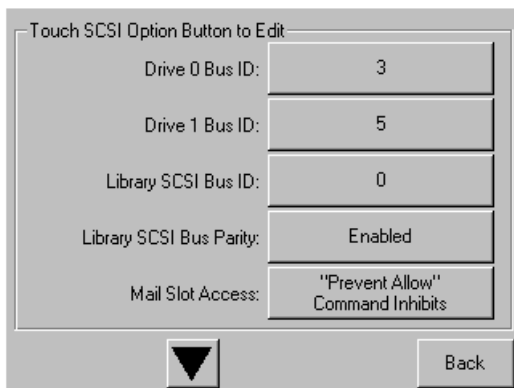 Touch SCSI Option Button to Edit
Drive 0 Bus ID: 3
Drive 1 Bus ID: 5
Library SCSI Bus ID: 0
Library SCSI Bus Parity: Enabled
Mail Slot Access: "Prevent Allow"
Command Inhibits
Back